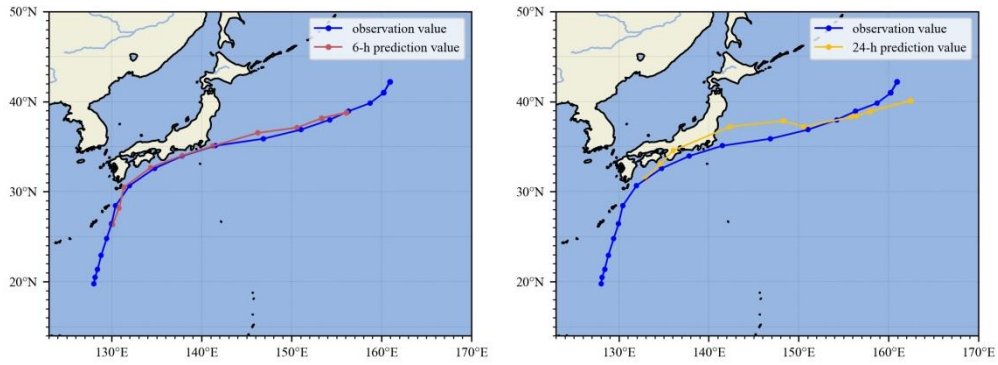 50°N
40°N
30°N
20°N
130°E 140°E 150°E 160°E 170°E
observation value
6-h prediction value
50°N
40°N
30°N
20°N
130°E 140°E 150°E 160°E 170°E
observation value
24-h prediction value